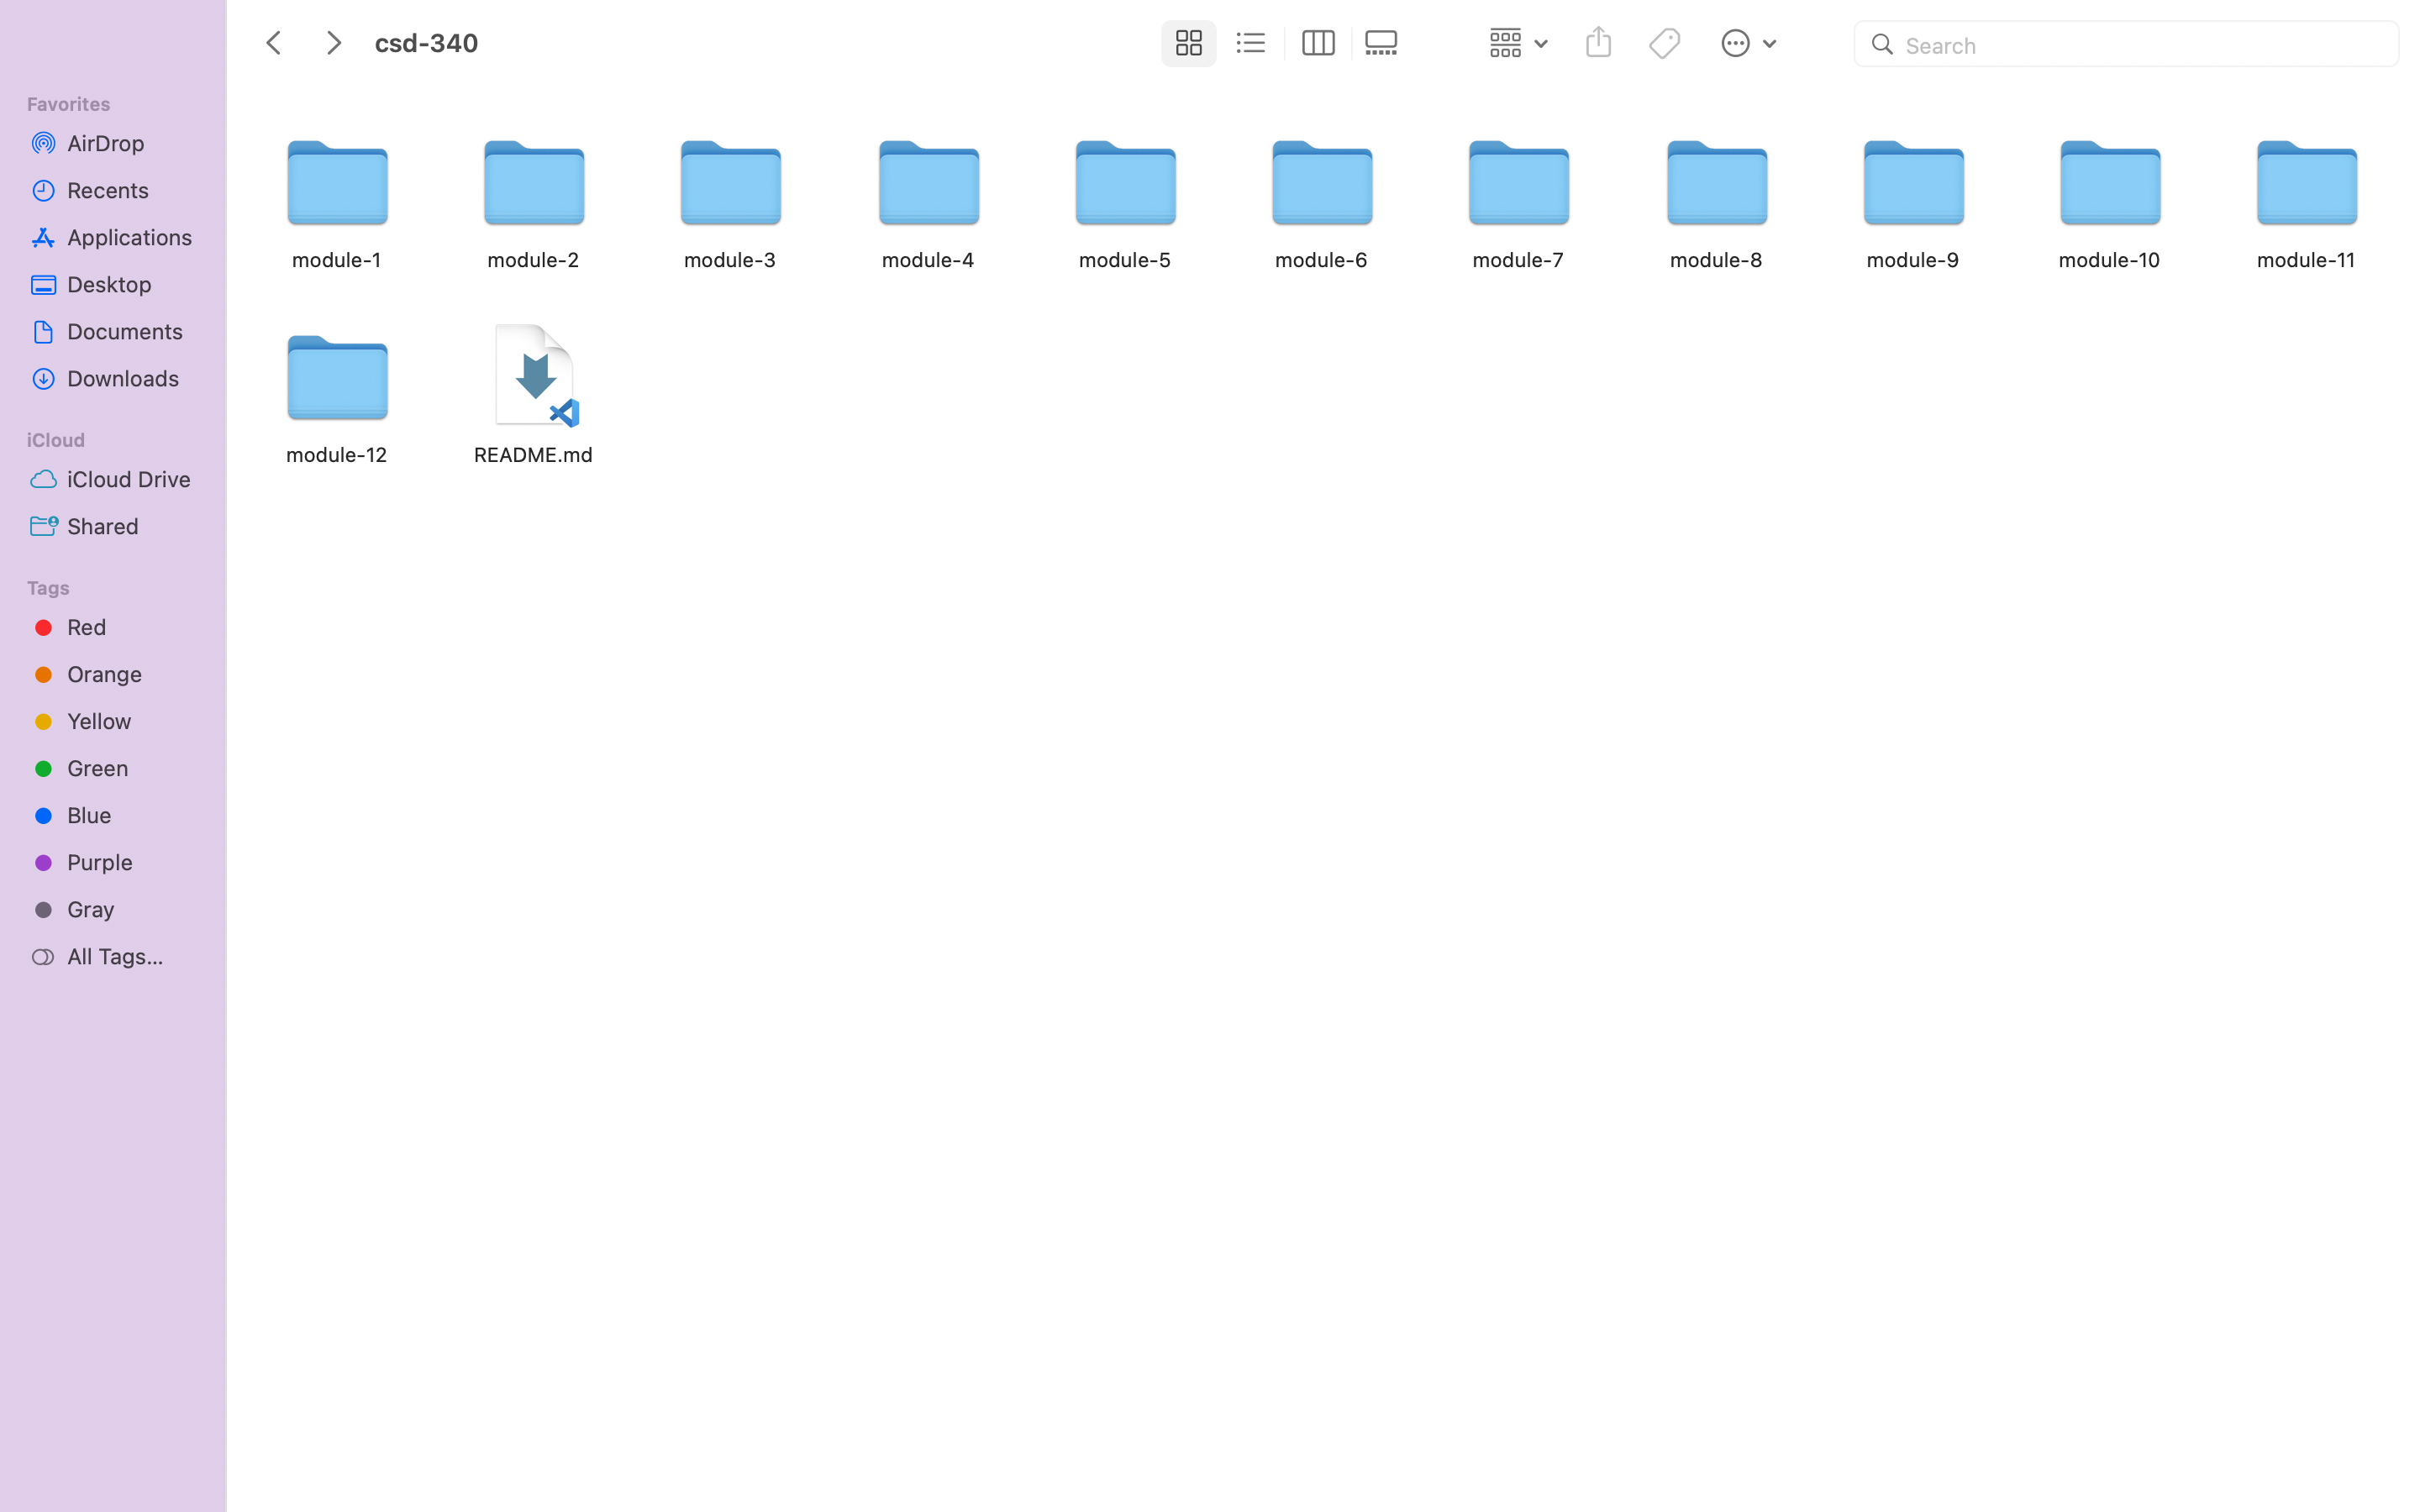 csd-340
Search
Favorites
AirDrop
Recents
Applications
Desktop
Documents
Downloads
iCloud
iCloud Drive
Shared
Tags
Red
Orange
Yellow
Green
Blue
Purple
Gray
All Tags...
module-1
module-2
module-3
module-4
module-5
module-6
module-7
module-8
module-9
module-10
module-11
module-12
README.md